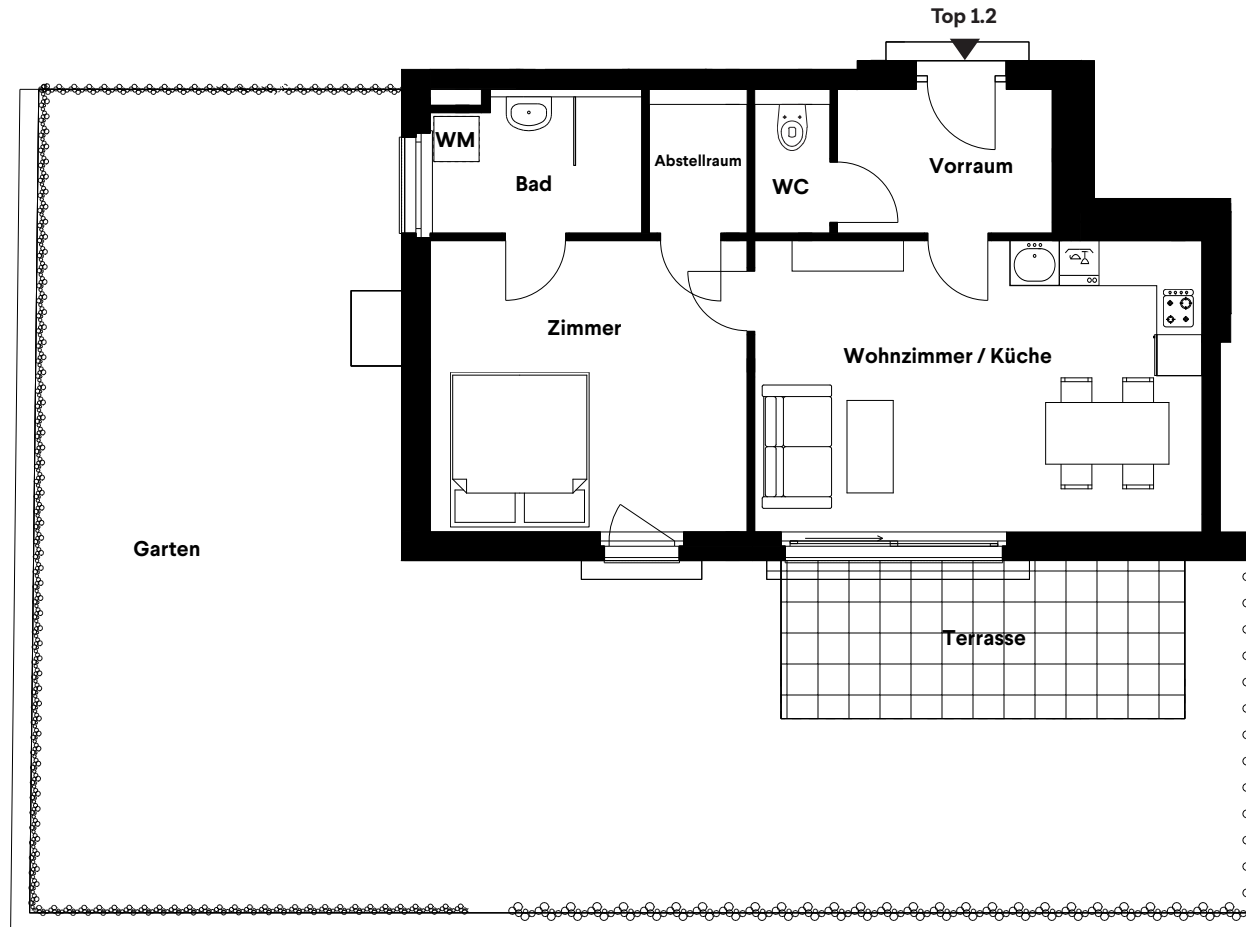 Top 1.2
WM
Bad
Abstellraum
WC
Vorraum
Zimmer
Wohnzimmer / Küche
Garten
Terrasse